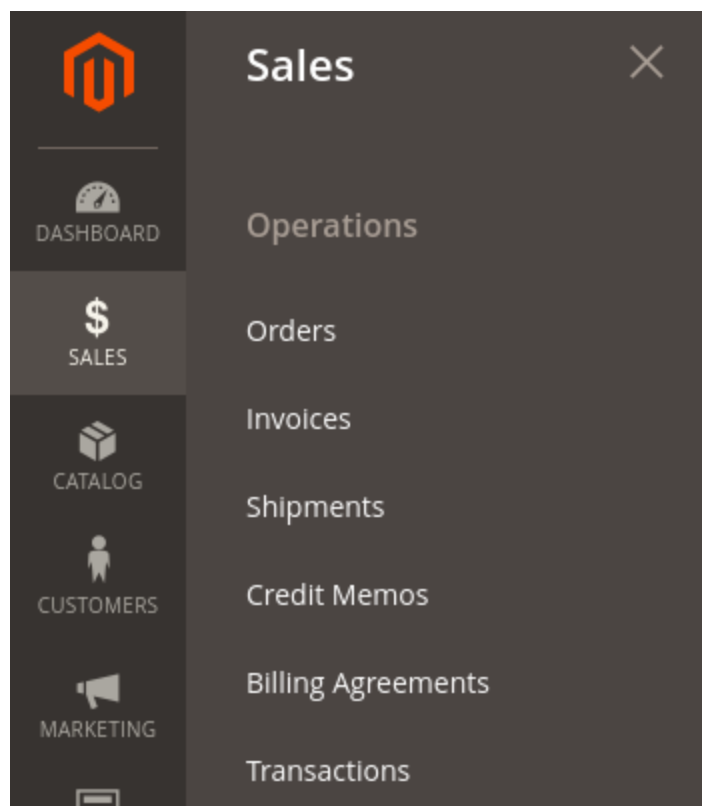 Sales
DASHBOARD
SALES
CATALOG
CUSTOMERS
MARKETING
Operations
Orders
Invoices
Shipments
Credit Memos
Billing Agreements
Transactions